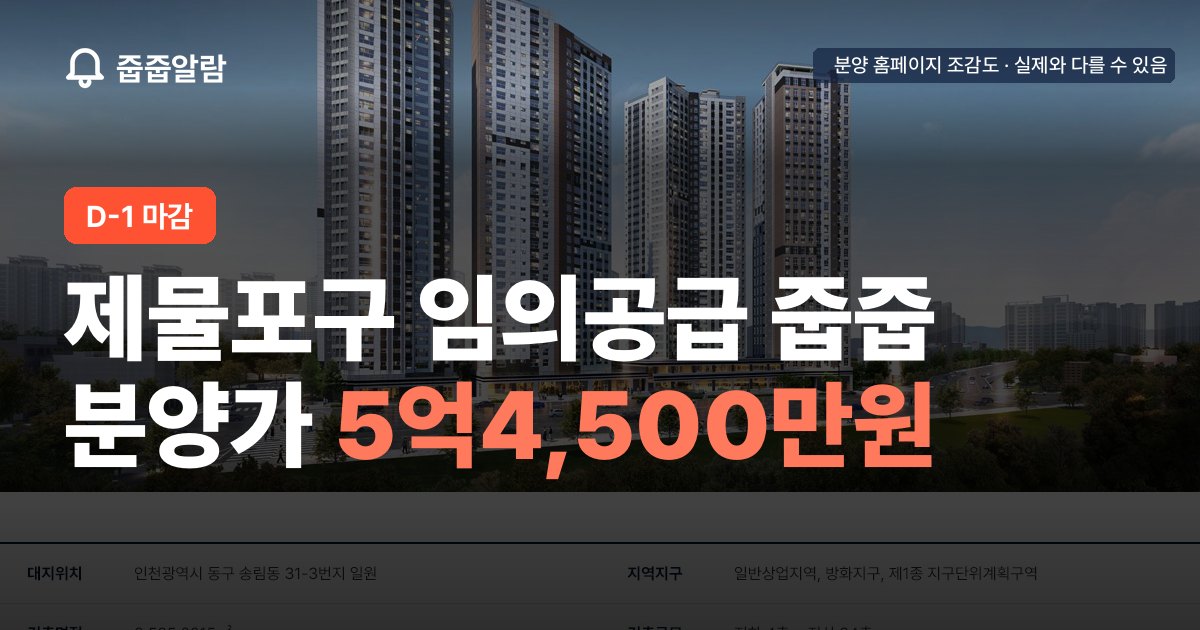 줍줍알람
분양 홈페이지 조감도 · 실제와 다를 수 있음
D-1 마감
제물포구 임의공급 줍줍
분양가 5억4,500만원
대지위치 인천광역시 동구 송림동 31-3번지 일원 지역지구 일반상업지역, 방화지구, 제1종 지구단위계획구역